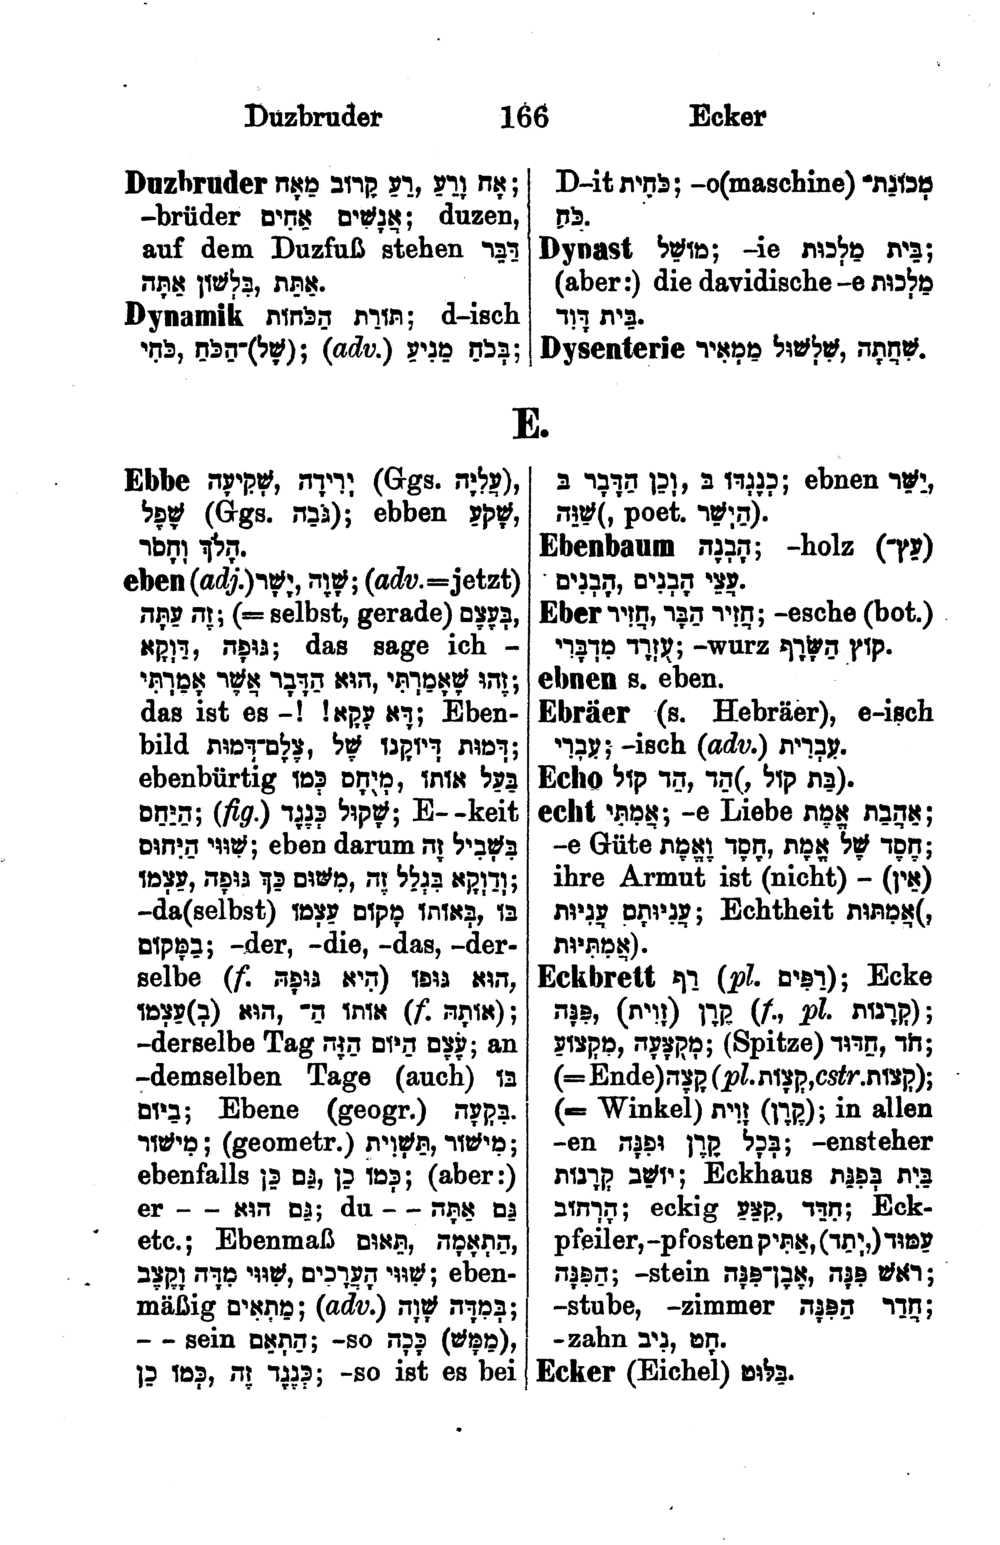 Duzbruder 166 Ecker
Duzbruder אָח וָרֵעַ, רֵעַ קָרוֹב מֵאָח;
-brüder אֲנָשִׁים אַחִים; duzen,
auf dem Duzfuß stehen דַּבֵּר
אַתַּת, בִּלְשׁוֹן אַתָּה.
Dynamik תּוֹרַת הַכֹּחוֹת; d-isch
כֹּחִי, (שֶׁל)־הַכֹּחַ; (adv.) בְּכֹחַ מֵנִיעַ;
D-it כֹּחִית; -o(maschine) מְכוֹנַת־
כֹּחַ.
Dynast מוֹשֵׁל; -ie בֵּית מַלְכוּת;
(aber:) die davidische -e מַלְכוּת
בֵּית דָּוִד.
Dysenterie שִׁחֲתָה, שִׁלְשׁוּל מַמְאִיר.
E.
Ebbe שְׁקִיעָה, יְרִידָה (Ggs. עֲלִיָּה),
שָׁפָל (Ggs. גֹּבַהּ); ebben שָׁקֹעַ,
הָלֹךְ וְחָסֹר.
eben (adj.) יָשָׁר, שָׁוֶה; (adv.=jetzt)
זֶה עַתָּה; (= selbst, gerade) בְּעֶצֶם,
דַּוְקָא, גּוּפָהּ; das sage ich -
זֶהוּ שֶׁאָמַרְתִּי, הוּא הַדָּבָר אֲשֶׁר אָמַרְתִּי;
das ist es -! דָּא עָקָא!; Eben-
bild דְּמוּת דְּיוֹקְנוֹ שֶׁל, צֶלֶם־דְּמוּת;
ebenbürtig בַּעַל אוֹתוֹ, מְיֻחָס כְּמוֹ
הַיַּחַס; (fig.) שָׁקוּל כְּנֶגֶד; E--keit
שִׁוּוּי הַיִּחוּס; eben darum בִּשְׁבִיל זֶה
עַצְמוֹ, מִשּׁוּם כָּךְ גּוּפָהּ, וְדַוְקָא בִּגְלַל זֶה;
-da(selbst) בּוֹ, בְּאוֹתוֹ מָקוֹם עַצְמוֹ
בַּמָּקוֹם; -der, -die, -das, -der-
selbe (f. הִיא גּוּפָהּ) הוּא גּוּפוֹ,
(f. אוֹתָהּ) אוֹתוֹ הַ־, הוּא (בְּ)עַצְמוֹ;
-derselbe Tag עֶצֶם הַיּוֹם הַזֶּה; an
-demselben Tage (auch) בּוֹ
בַּיּוֹם; Ebene (geogr.) בִּקְעָה.
מִישׁוֹר; (geometr.) מִישׁוֹר, תַּשְׁוִית;
ebenfalls כְּמוֹ כֵן, גַּם כֵּן; (aber:)
er - - גַּם הוּא; du - - גַּם אַתָּה
etc.; Ebenmaß הַתְאָמָה, תְּאוּם,
שִׁוּוּי הָעֲרָכִים, שִׁוּוּי מִדָּה וָקֶצֶב; eben-
mäßig מַתְאִים; (adv.) בְּמִדָּה שָׁוָה;
- - sein הַתְאֵם; -so כָּכָה (מַמָּשׁ),
כְּנֶגֶד זֶה, כְּמוֹ כֵן; -so ist es bei
כְּנֶגְדּוֹ בּ, וְכֵן הַדָּבָר בּ; ebnen יַשֵּׁר,
שַׁוֵּה(, poet. הַיְשֵׁר).
Ebenbaum הָבְנֶה; -holz (עֵץ־)
עֲצֵי הָבְנִים, הָבְנִים.
Eber חֲזִיר הַבָּר, חֲזִיר; -esche (bot.)
עֻזְרָד מִדְבָּרִי; -wurz קוֹץ הַשָּׂרָף.
ebnen s. eben.
Ebräer (s. Hebräer), e-isch
עִבְרִי; -isch (adv.) עִבְרִית.
Echo הֵד, הֵד קוֹל(, בַּת קוֹל).
echt אֲמִתִּי; -e Liebe אַהֲבַת אֱמֶת;
-e Güte חֶסֶד שֶׁל אֱמֶת, חֶסֶד וֶאֱמֶת;
ihre Armut ist (nicht) - (אֵין)
עֲנִיּוּתָם עֲנִיּוּת; Echtheit אֲמִתּוּת(,
אֲמִתִּיּוּת).
Eckbrett רַף (pl. רַפִּים); Ecke
קֶרֶן (f., pl. קְרָנוֹת); פִּנָּה, (זָוִית)
מִקְצוֹעַ, מִקְצָעָה; (Spitze) חֹד, חִדּוּד;
(=Ende) קָצֶה (pl. קְצָוֹת, cstr. קְצוֹת);
(= Winkel) זָוִית (קֶרֶן); in allen
-en בְּכָל קֶרֶן וּפִנָּה; -ensteher
יוֹשֵׁב קְרָנוֹת; Eckhaus בֵּית בְּפִנַּת
הָרְחוֹב; eckig חַדֵּד, קָצַע; Eck-
pfeiler, -pfosten עַמּוּד(, יָתֵד), אַתִּיק
הַפִּנָּה; -stein רֹאשׁ פִּנָּה, אֶבֶן־פִּנָּה;
-stube, -zimmer חֲדַר הַפִּנָּה;
-zahn נִיב, חָט.
Ecker (Eichel) בַּלּוּט.